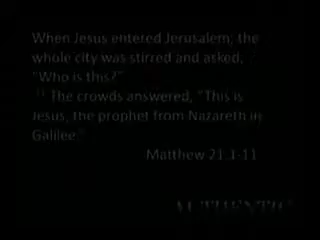 When Jesus entered Jerusalem, the
whole city was stirred and asked,
"Who is this?"
11 The crowds answered, "This is
Jesus, the prophet from Nazareth in
Galilee."
Matthew 21.1-11
AUTHENTIC